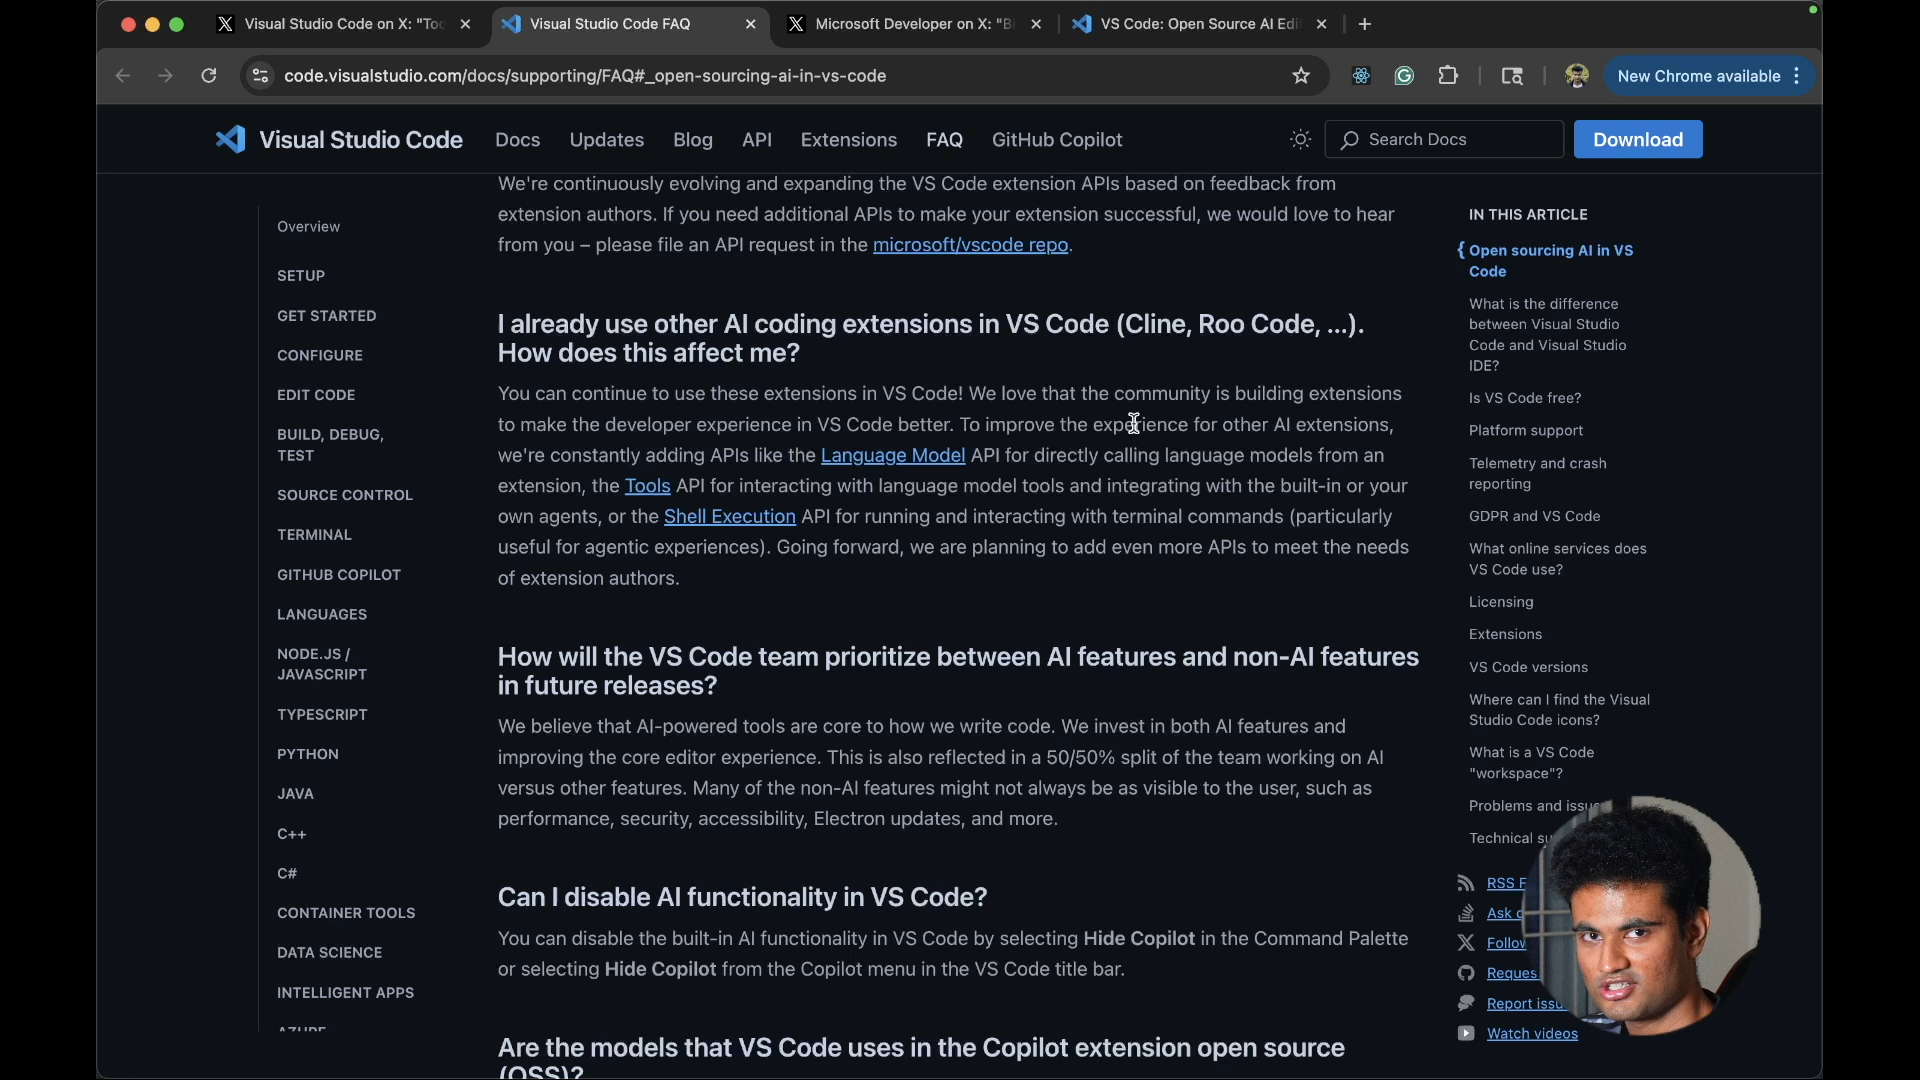 Visual Studio Code on X: "Too
Visual Studio Code FAQ
Microsoft Developer on X: "B
VS Code: Open Source AI Edi
code.visualstudio.com/docs/supporting/FAQ#_open-sourcing-ai-in-vs-code
New Chrome available
Visual Studio Code
Docs
Updates
Blog
API
Extensions
FAQ
GitHub Copilot
Search Docs
Download
Overview
SETUP
GET STARTED
CONFIGURE
EDIT CODE
BUILD, DEBUG,
TEST
SOURCE CONTROL
TERMINAL
GITHUB COPILOT
LANGUAGES
NODE.JS /
JAVASCRIPT
TYPESCRIPT
PYTHON
JAVA
C++
C#
CONTAINER TOOLS
DATA SCIENCE
INTELLIGENT APPS
AZURE
We're continuously evolving and expanding the VS Code extension APIs based on feedback from
extension authors. If you need additional APIs to make your extension successful, we would love to hear
from you – please file an API request in the microsoft/vscode repo.
I already use other AI coding extensions in VS Code (Cline, Roo Code, ...).
How does this affect me?
You can continue to use these extensions in VS Code! We love that the community is building extensions
to make the developer experience in VS Code better. To improve the experience for other AI extensions,
we're constantly adding APIs like the Language Model API for directly calling language models from an
extension, the Tools API for interacting with language model tools and integrating with the built-in or your
own agents, or the Shell Execution API for running and interacting with terminal commands (particularly
useful for agentic experiences). Going forward, we are planning to add even more APIs to meet the needs
of extension authors.
How will the VS Code team prioritize between AI features and non-AI features
in future releases?
We believe that AI-powered tools are core to how we write code. We invest in both AI features and
improving the core editor experience. This is also reflected in a 50/50% split of the team working on AI
versus other features. Many of the non-AI features might not always be as visible to the user, such as
performance, security, accessibility, Electron updates, and more.
Can I disable AI functionality in VS Code?
You can disable the built-in AI functionality in VS Code by selecting Hide Copilot in the Command Palette
or selecting Hide Copilot from the Copilot menu in the VS Code title bar.
Are the models that VS Code uses in the Copilot extension open source
(OSS)?
IN THIS ARTICLE
Open sourcing AI in VS
Code
What is the difference
between Visual Studio
Code and Visual Studio
IDE?
Is VS Code free?
Platform support
Telemetry and crash
reporting
GDPR and VS Code
What online services does
VS Code use?
Licensing
Extensions
VS Code versions
Where can I find the Visual
Studio Code icons?
What is a VS Code
"workspace"?
Problems and issu
Technical su
RSS F
Ask
Follow
Reques
Report issu
Watch videos